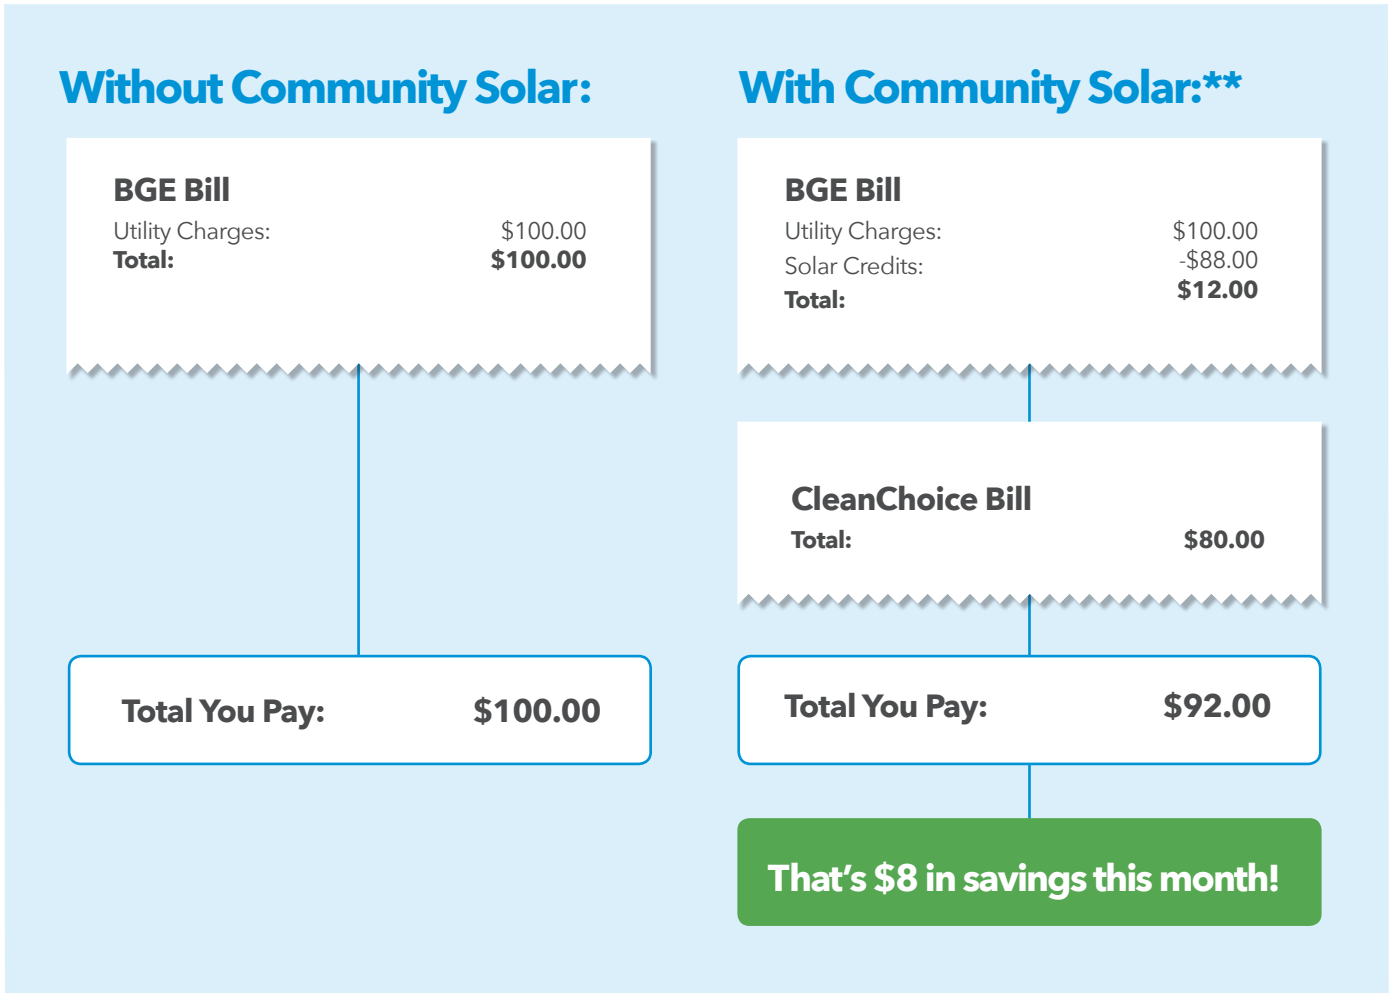 Without Community Solar:
BGE Bill
Utility Charges: $100.00
Total: $100.00
Total You Pay: $100.00
With Community Solar:**
BGE Bill
Utility Charges: $100.00
Solar Credits: -$88.00
Total: $12.00
CleanChoice Bill
Total: $80.00
Total You Pay: $92.00
That’s $8 in savings this month!